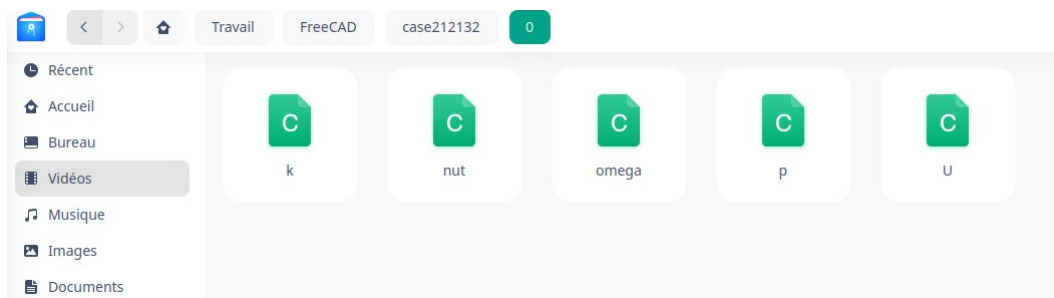 Travail FreeCAD case212132 0
Récent
Accueil
Bureau
Vidéos
Musique
Images
Documents
C C C C C
k nut omega p U